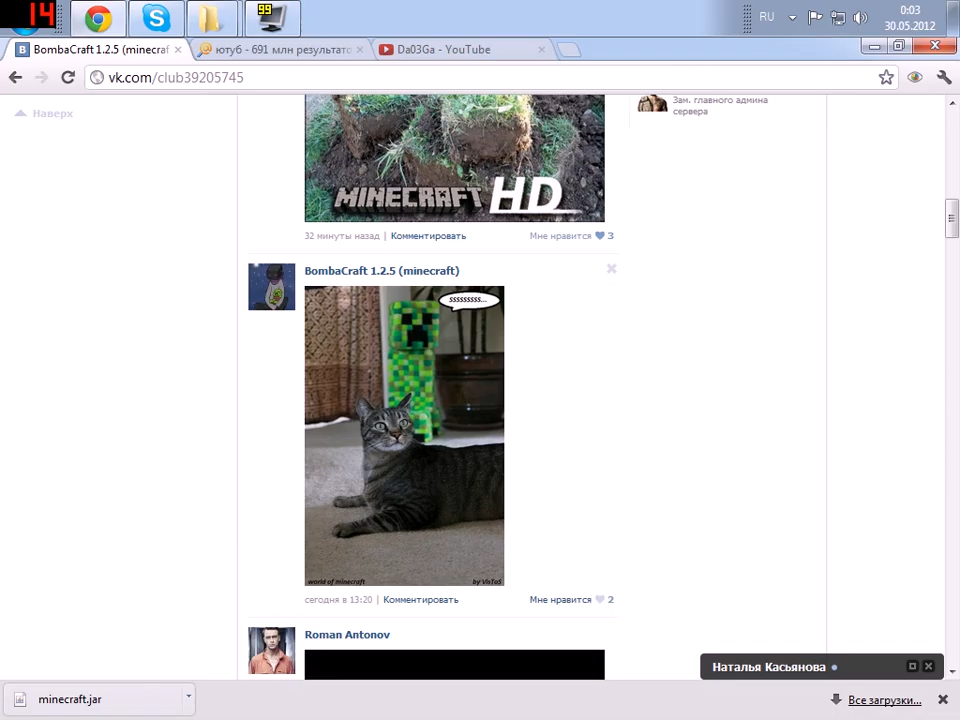 14
99
RU
0:03
30.05.2012
BombaCraft 1.2.5 (minecraf
ютуб - 691 млн результато
Da03Ga - YouTube
vk.com/club39205745
Наверх
Зам. главного админа
сервера
MINECRAFT HD
32 минуты назад | Комментировать
Мне нравится 3
BombaCraft 1.2.5 (minecraft)
sssssssss...
world of minecraft
by VisToS
сегодня в 13:20 | Комментировать
Мне нравится 2
Roman Antonov
Наталья Касьянова
minecraft.jar
Все загрузки...